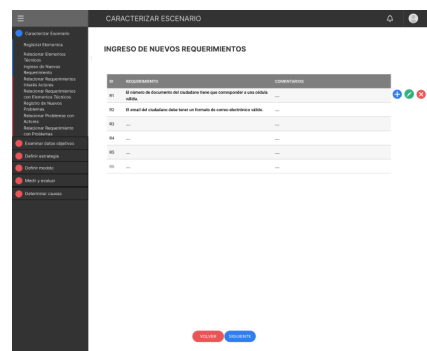 CARACTERIZAR ESCENARIO
Caracterizar Escenario
Registrar Elementos
Relacionar Elementos
Técnicos
Ingreso de Nuevos
Requerimiento
Relacionar Requerimientos
Interés Actores
Relacionar Requerimientos
con Elementos Técnicos
Registro de Nuevos
Problemas
Relacionar Problemas con
Actores
Relacionar Requerimiento
con Problemas
Examinar datos objetivos
Definir estrategia
Definir modelo
Medir y evaluar
Determinar causas
INGRESO DE NUEVOS REQUERIMIENTOS
ID REQUERIMIENTO COMENTARIOS
R1 El número de documento del ciudadano tiene que corresponder a una cédula
válida. ...
R2 El email del ciudadano debe tener un formato de correo electrónico válido. ...
R3 ... ...
R4 ... ...
R5 ... ...
... ...
VOLVER SIGUIENTE